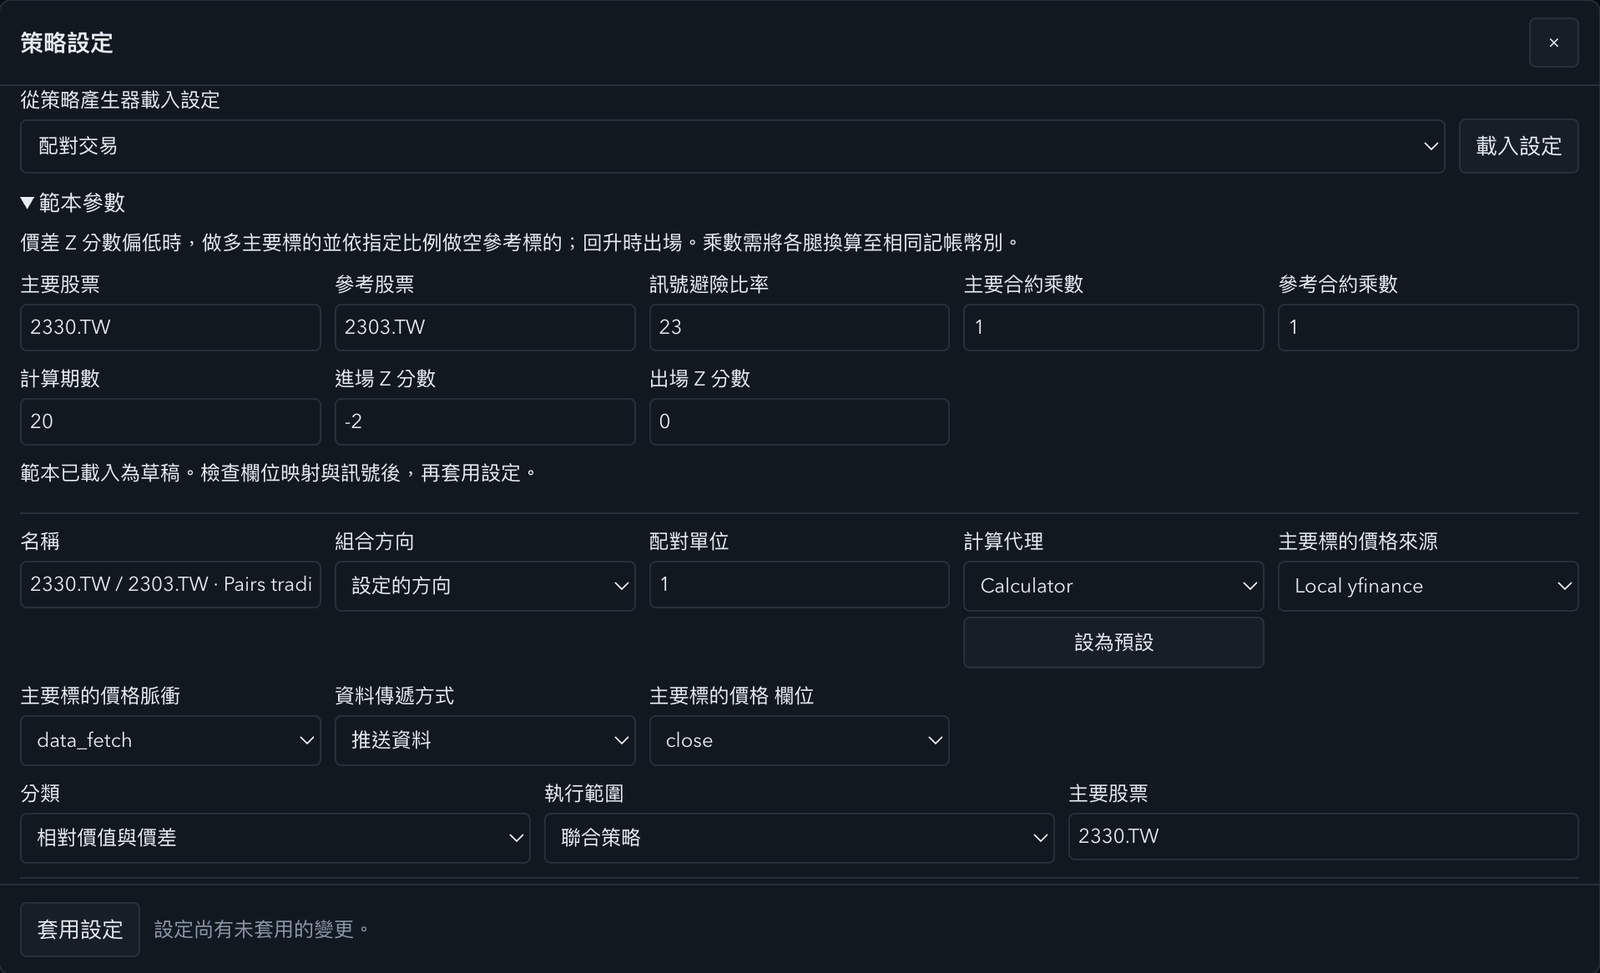 策略設定
×
從策略產生器載入設定
配對交易
載入設定
▼範本參數
價差 Z 分數偏低時，做多主要標的並依指定比例做空參考標的；回升時出場。乘數需將各腿換算至相同記帳幣別。
主要股票 參考股票 訊號避險比率 主要合約乘數 參考合約乘數
2330.TW 2303.TW 23 1 1
計算期數 進場 Z 分數 出場 Z 分數
20 -2 0
範本已載入為草稿。檢查欄位映射與訊號後，再套用設定。
名稱 組合方向 配對單位 計算代理 主要標的價格來源
2330.TW / 2303.TW · Pairs tradi 設定的方向 1 Calculator Local yfinance
設為預設
主要標的價格脈衝 資料傳遞方式 主要標的價格 欄位
data_fetch 推送資料 close
分類 執行範圍 主要股票
相對價值與價差 聯合策略 2330.TW
套用設定 設定尚有未套用的變更。